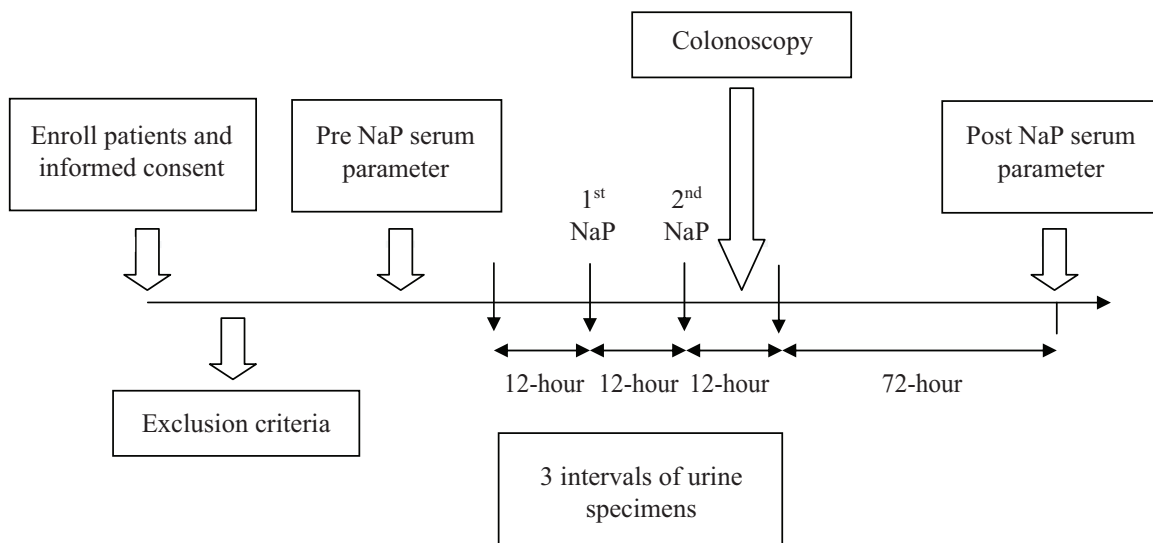 Colonoscopy
Enroll patients and
informed consent
Pre NaP serum
parameter
Post NaP serum
parameter
1st
NaP
2nd
NaP
12-hour
12-hour
12-hour
72-hour
Exclusion criteria
3 intervals of urine
specimens